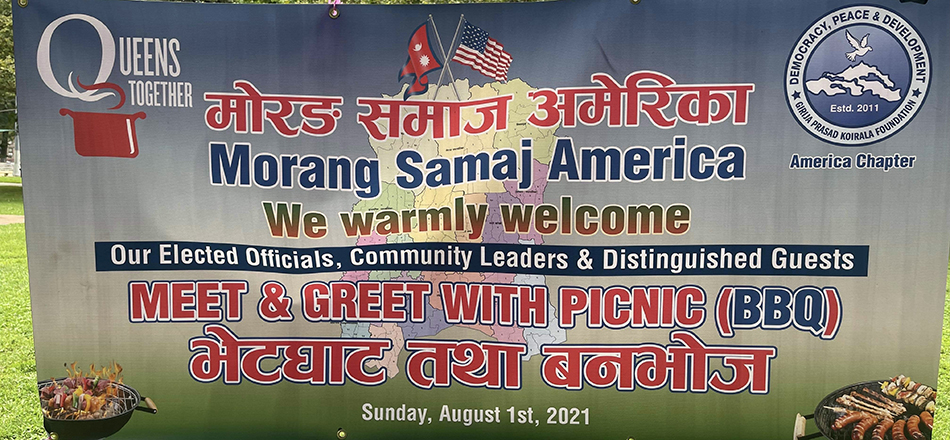 QUEENS
TOGETHER
DEMOCRACY, PEACE & DEVELOPMENT
Estd. 2011
GIRIJA PRASAD KOIRALA FOUNDATION
America Chapter
मोरङ समाज अमेरिका
Morang Samaj America
We warmly welcome
Our Elected Officials, Community Leaders & Distinguished Guests
MEET & GREET WITH PICNIC (BBQ)
भेटघाट तथा बनभोज
Sunday, August 1st, 2021